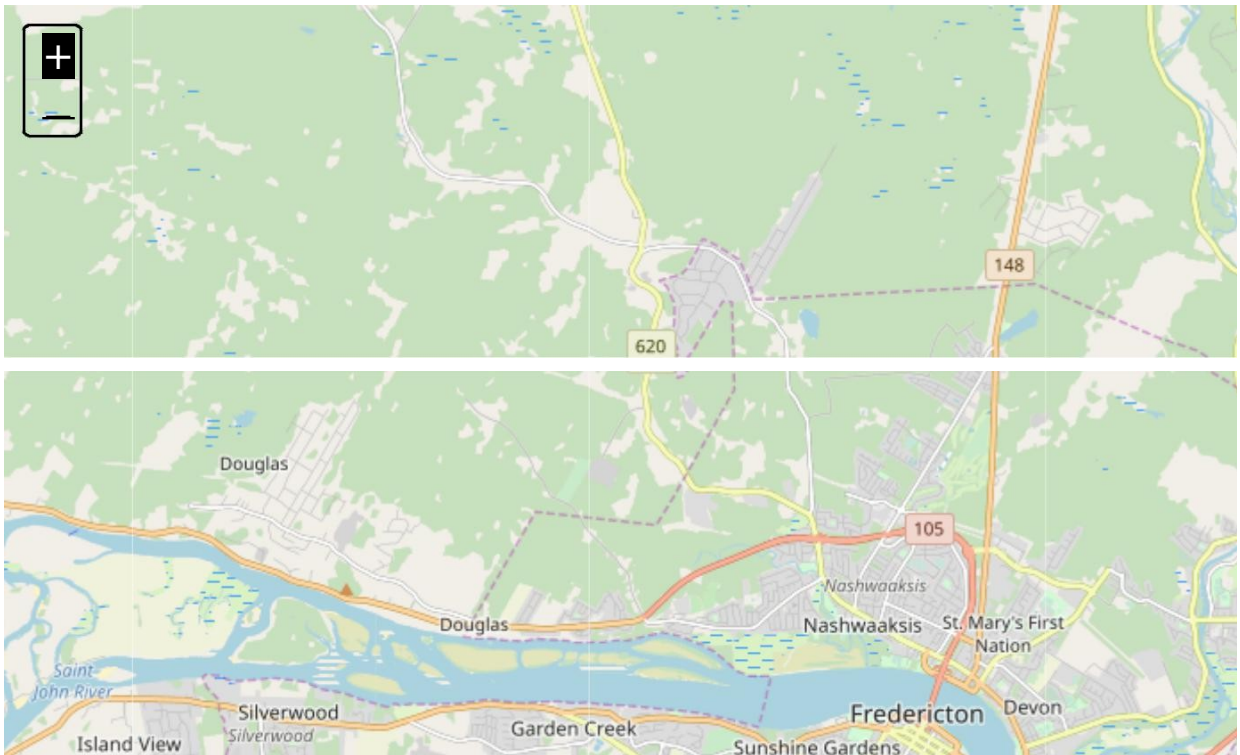 +
−
148
620
Douglas
105
Nashwaaksis
Douglas
Nashwaaksis
St. Mary's First
Nation
Saint
John River
Silverwood
Silverwood
Island View
Garden Creek
Fredericton
Devon
Sunshine Gardens